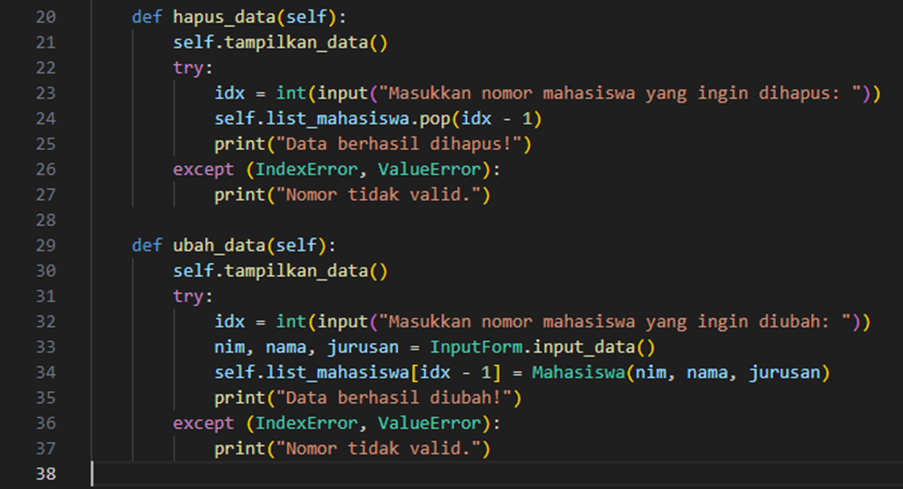 20 def hapus_data(self):
21 self.tampilkan_data()
22 try:
23 idx = int(input("Masukkan nomor mahasiswa yang ingin dihapus: "))
24 self.list_mahasiswa.pop(idx - 1)
25 print("Data berhasil dihapus!")
26 except (IndexError, ValueError):
27 print("Nomor tidak valid.")
28
29 def ubah_data(self):
30 self.tampilkan_data()
31 try:
32 idx = int(input("Masukkan nomor mahasiswa yang ingin diubah: "))
33 nim, nama, jurusan = InputForm.input_data()
34 self.list_mahasiswa[idx - 1] = Mahasiswa(nim, nama, jurusan)
35 print("Data berhasil diubah!")
36 except (IndexError, ValueError):
37 print("Nomor tidak valid.")
38